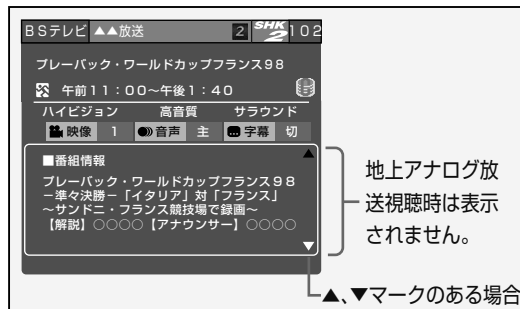 BSテレビ ▲▲放送 2 SHK2 102
プレーバック・ワールドカップフランス98
午前11:00~午後1:40
ハイビジョン 高音質 サラウンド
映像 1 音声 主 字幕 切
■番組情報
プレーバック・ワールドカップフランス98
－準々決勝－「イタリア」対「フランス」
～サンドニ・フランス競技場で録画～
【解説】○○○○【アナウンサー】○○○○
地上アナログ放
送視聴時は表示
されません。
▲、▼マークのある場合